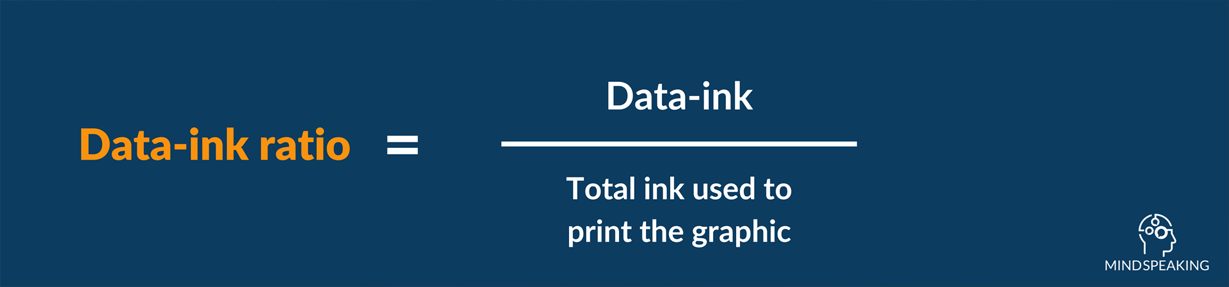 Data-ink ratio =
Data-ink
Total ink used to
print the graphic
MINDSPEAKING